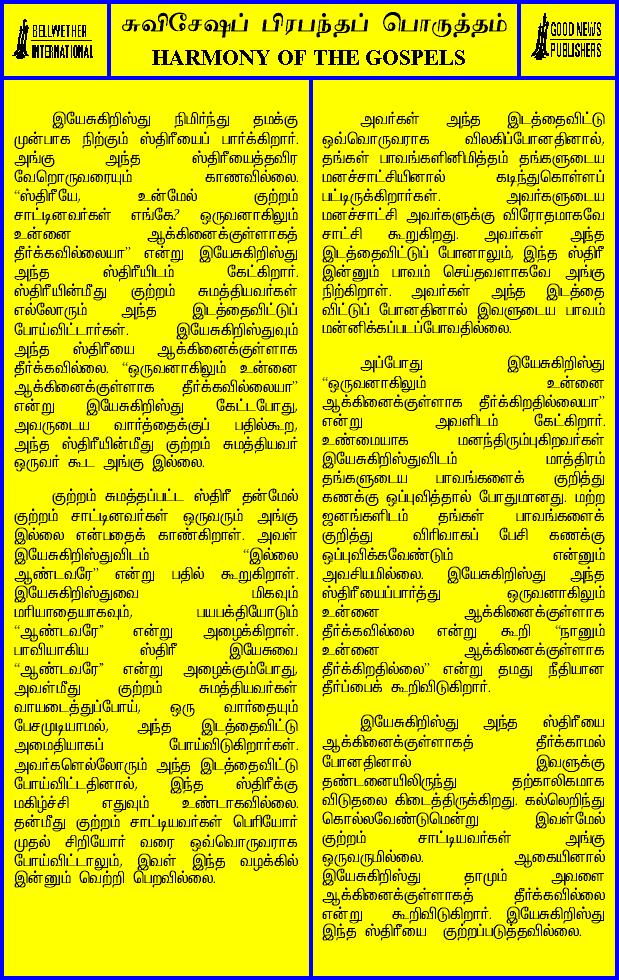 BELLWETHER
INTERNATIONAL
சுவிசேஷப் பிரபந்தப் பொருத்தம்
HARMONY OF THE GOSPELS
GOOD NEWS
PUBLISHERS
இயேசுகிறிஸ்து நிமிர்ந்து தமக்கு
முன்பாக நிற்கும் ஸ்திரீயைப் பார்க்கிறார்.
அங்கு அந்த ஸ்திரீயைத்தவிர
வேறொருவரையும் காணவில்லை.
“ஸ்திரீயே, உன்மேல் குற்றம்
சாட்டினவர்கள் எங்கே? ஒருவனாகிலும்
உன்னை ஆக்கினைக்குள்ளாகத்
தீர்க்கவில்லையா” என்று இயேசுகிறிஸ்து
அந்த ஸ்திரீயிடம் கேட்கிறார்.
ஸ்திரீயின்மீது குற்றம் சுமத்தியவர்கள்
எல்லோரும் அந்த இடத்தைவிட்டுப்
போய்விட்டார்கள். இயேசுகிறிஸ்துவும்
அந்த ஸ்திரீயை ஆக்கினைக்குள்ளாக
தீர்க்கவில்லை. “ஒருவனாகிலும் உன்னை
ஆக்கினைக்குள்ளாக தீர்க்கவில்லையா”
என்று இயேசுகிறிஸ்து கேட்டபோது,
அவருடைய வார்த்தைக்குப் பதில்கூற,
அந்த ஸ்திரீயின்மீது குற்றம் சுமத்தியவர்
ஒருவர் கூட அங்கு இல்லை.
குற்றம் சுமத்தப்பட்ட ஸ்திரீ தன்மேல்
குற்றம் சாட்டினவர்கள் ஒருவரும் அங்கு
இல்லை என்பதைக் காண்கிறாள். அவள்
இயேசுகிறிஸ்துவிடம் “இல்லை
ஆண்டவரே” என்று பதில் கூறுகிறாள்.
இயேசுகிறிஸ்துவை மிகவும்
மரியாதையாகவும், பயபக்தியோடும்
“ஆண்டவரே” என்று அழைக்கிறாள்.
பாவியாகிய ஸ்திரீ இயேசுவை
“ஆண்டவரே” என்று அழைக்கும்போது,
அவள்மீது குற்றம் சுமத்தியவர்கள்
வாயடைத்துப்போய், ஒரு வார்தையும்
பேசமுடியாமல், அந்த இடத்தைவிட்டு
அமைதியாகப் போய்விடுகிறார்கள்.
அவர்களெல்லோரும் அந்த இடத்தைவிட்டு
போய்விட்டதினால், இந்த ஸ்திரீக்கு
மகிழ்ச்சி எதுவும் உண்டாகவில்லை.
தன்மீது குற்றம் சாட்டியவர்கள் பெரியோர்
முதல் சிறியோர் வரை ஒவ்வொருவராக
போய்விட்டாலும், இவள் இந்த வழக்கில்
இன்னும் வெற்றி பெறவில்லை.
அவர்கள் அந்த இடத்தைவிட்டு
ஒவ்வொருவராக விலகிப்போனதினால்,
தங்கள் பாவங்களினிமித்தம் தங்களுடைய
மனச்சாட்சியினால் கடிந்துகொள்ளப்
பட்டிருக்கிறார்கள். அவர்களுடைய
மனச்சாட்சி அவர்களுக்கு விரோதமாகவே
சாட்சி கூறுகிறது. அவர்கள் அந்த
இடத்தைவிட்டுப் போனாலும், இந்த ஸ்திரீ
இன்னும் பாவம் செய்தவளாகவே அங்கு
நிற்கிறாள். அவர்கள் அந்த இடத்தை
விட்டுப் போனதினால் இவளுடைய பாவம்
மன்னிக்கப்படப்போவதில்லை.
அப்போது இயேசுகிறிஸ்து
“ஒருவனாகிலும் உன்னை
ஆக்கினைக்குள்ளாக தீர்க்கிறதில்லையா”
என்று அவளிடம் கேட்கிறார்.
உண்மையாக மனந்திரும்புகிறவர்கள்
இயேசுகிறிஸ்துவிடம் மாத்திரம்
தங்களுடைய பாவங்களைக் குறித்து
கணக்கு ஒப்புவித்தால் போதுமானது. மற்ற
ஜனங்களிடம் தங்கள் பாவங்களைக்
குறித்து விரிவாகப் பேசி கணக்கு
ஒப்புவிக்கவேண்டும் என்னும்
அவசியமில்லை. இயேசுகிறிஸ்து அந்த
ஸ்திரீயைப்பார்த்து ஒருவனாகிலும்
உன்னை ஆக்கினைக்குள்ளாக
தீர்க்கவில்லை என்று கூறி “நானும்
உன்னை ஆக்கினைக்குள்ளாக
தீர்க்கிறதில்லை” என்று தமது நீதியான
தீர்ப்பைக் கூறிவிடுகிறார்.
இயேசுகிறிஸ்து அந்த ஸ்திரீயை
ஆக்கினைக்குள்ளாகத் தீர்க்காமல்
போனதினால் இவளுக்கு
தண்டனையிலிருந்து தற்காலிகமாக
விடுதலை கிடைத்திருக்கிறது. கல்லெறிந்து
கொல்லவேண்டுமென்று இவள்மேல்
குற்றம் சாட்டியவர்கள் அங்கு
ஒருவருமில்லை. ஆகையினால்
இயேசுகிறிஸ்து தாமும் அவளை
ஆக்கினைக்குள்ளாகத் தீர்க்கவில்லை
என்று கூறிவிடுகிறார். இயேசுகிறிஸ்து
இந்த ஸ்திரீயை குற்றப்படுத்தவில்லை.